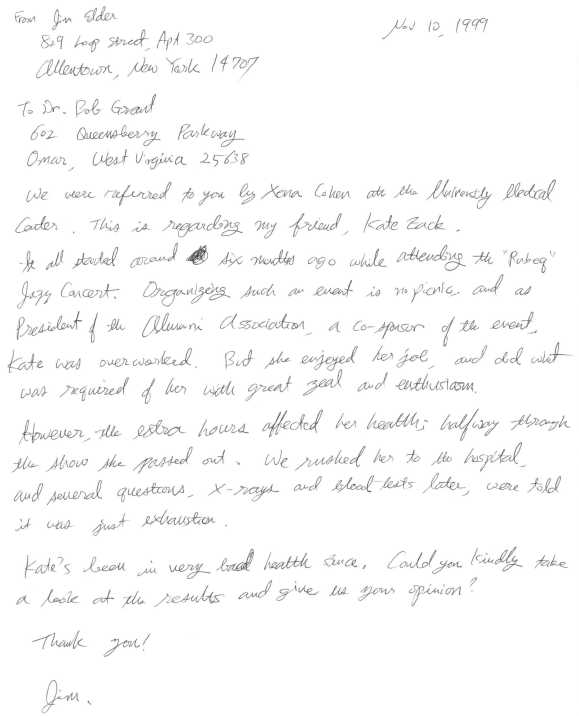 From Jim Elder
Nov 10, 1999
829 Loop Street, Apt 300
Allentown, New York 14707
To Dr. Bob Grant
602 Queensberry Parkway
Omar, West Virginia 25638
We were referred to you by Xena Cohen at the University Medical
Center. This is regarding my friend, Kate Zack.
It all started around six months ago while attending the "Rubeq"
Jazz Concert. Organizing such an event is no picnic, and as
President of the Alumni Association, a co-sponsor of the event,
Kate was overworked. But she enjoyed her job, and did what
was required of her with great zeal and enthusiasm.
However, the extra hours affected her health; halfway through
the show she passed out. We rushed her to the hospital,
and several questions, x-rays and blood tests later, were told
it was just exhaustion.
Kate's been in very bad health since. Could you kindly take
a look at the results and give us your opinion?
Thank you!
Jim.